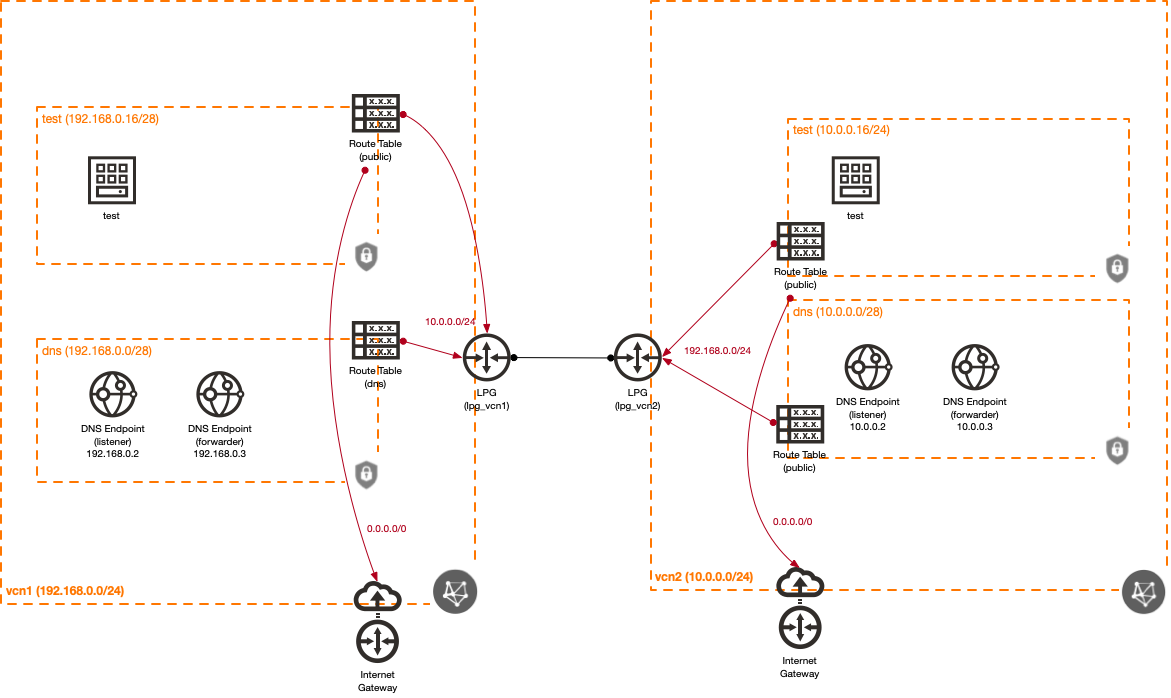 test (192.168.0.16/28)
x.x.x.
x.x.x.
x.x.x.
Route Table
(public)
test
dns (192.168.0.0/28)
x.x.x.
x.x.x.
x.x.x.
Route Table
(dns)
DNS Endpoint
(listener)
192.168.0.2
DNS Endpoint
(forwarder)
192.168.0.3
10.0.0.0/24
LPG
(lpg_vcn1)
0.0.0.0/0
vcn1 (192.168.0.0/24)
Internet
Gateway
LPG
(lpg_vcn2)
192.168.0.0/24
test (10.0.0.16/24)
test
x.x.x.
x.x.x.
x.x.x.
Route Table
(public)
dns (10.0.0.0/28)
DNS Endpoint
(listener)
10.0.0.2
DNS Endpoint
(forwarder)
10.0.0.3
x.x.x.
x.x.x.
x.x.x.
Route Table
(public)
0.0.0.0/0
vcn2 (10.0.0.0/24)
Internet
Gateway